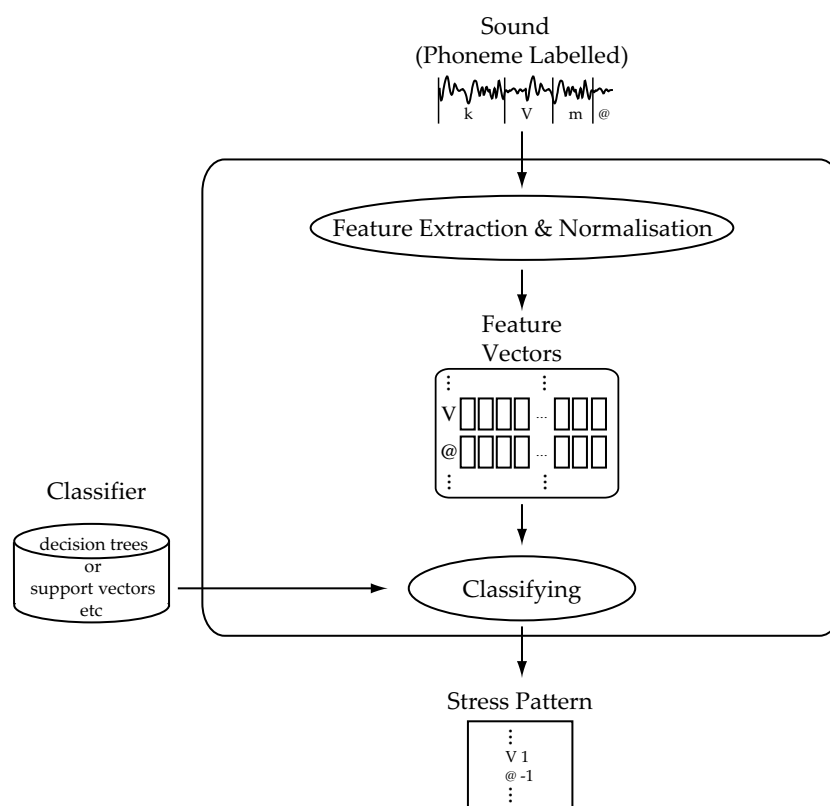 Sound
(Phoneme Labelled)
k V m @
Feature Extraction & Normalisation
Feature
Vectors
⋮ ⋮
V ...
@ ...
⋮ ⋮
Classifier
decision trees
or
support vectors
etc
Classifying
Stress Pattern
⋮
V 1
@ -1
⋮